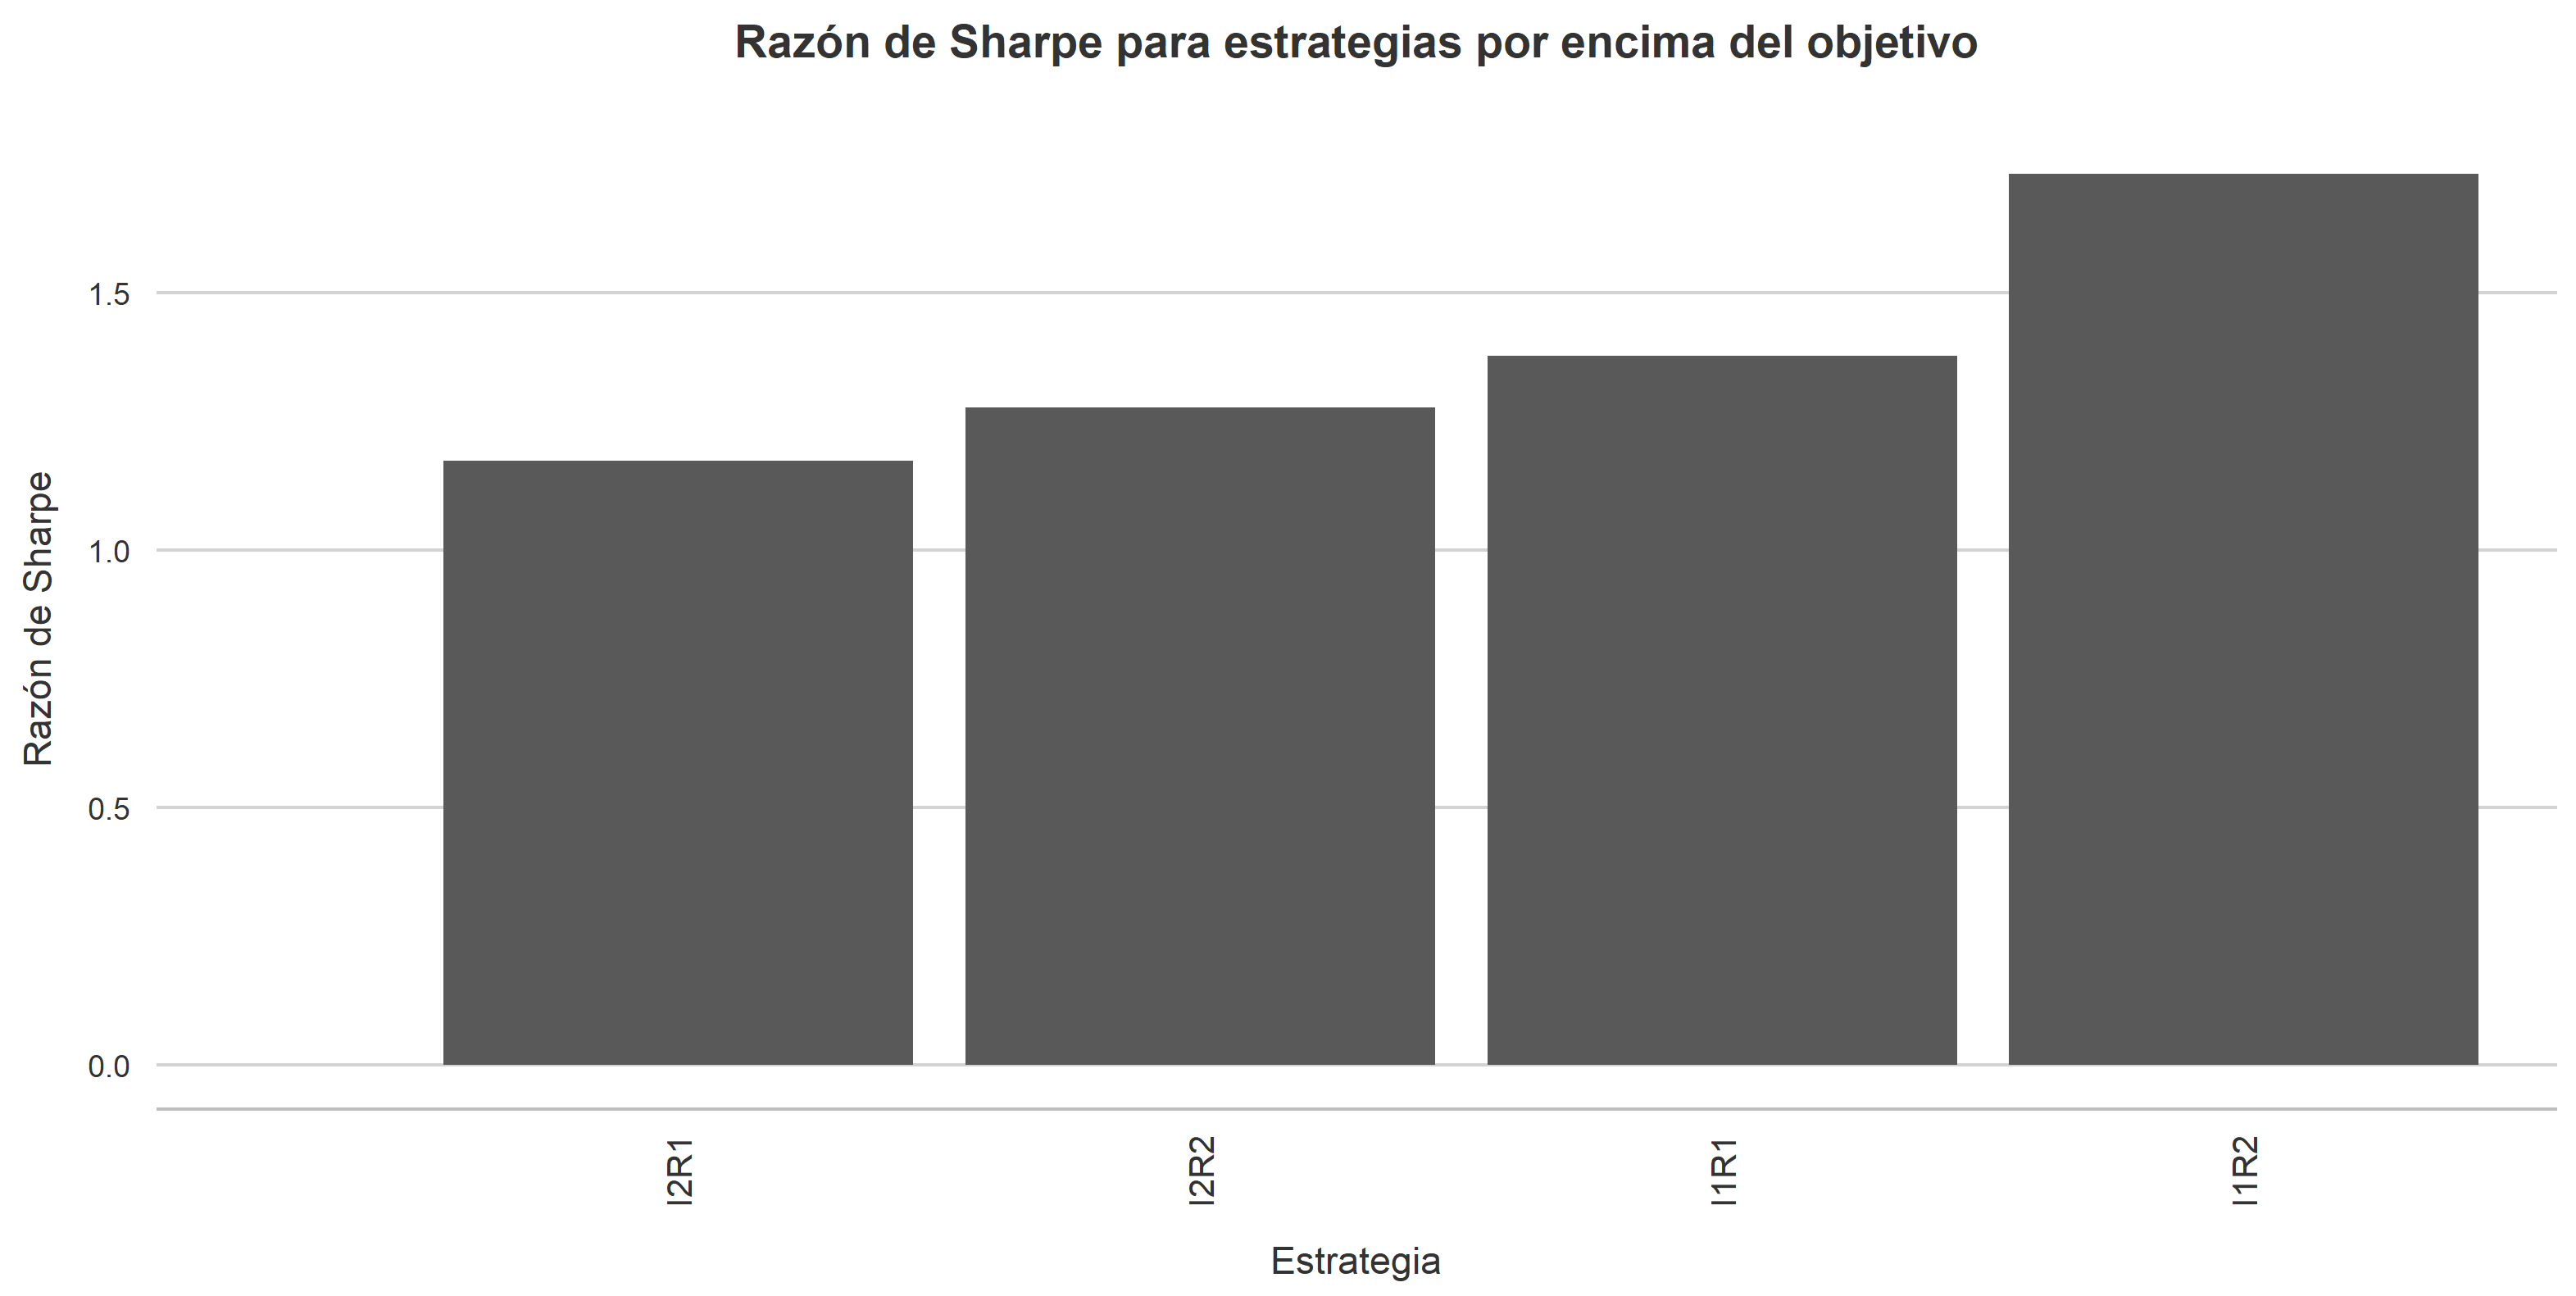 Razón de Sharpe para estrategias por encima del objetivo
Razón de Sharpe
1.5
1.0
0.5
0.0
I2R1
I2R2
I1R1
I1R2
Estrategia